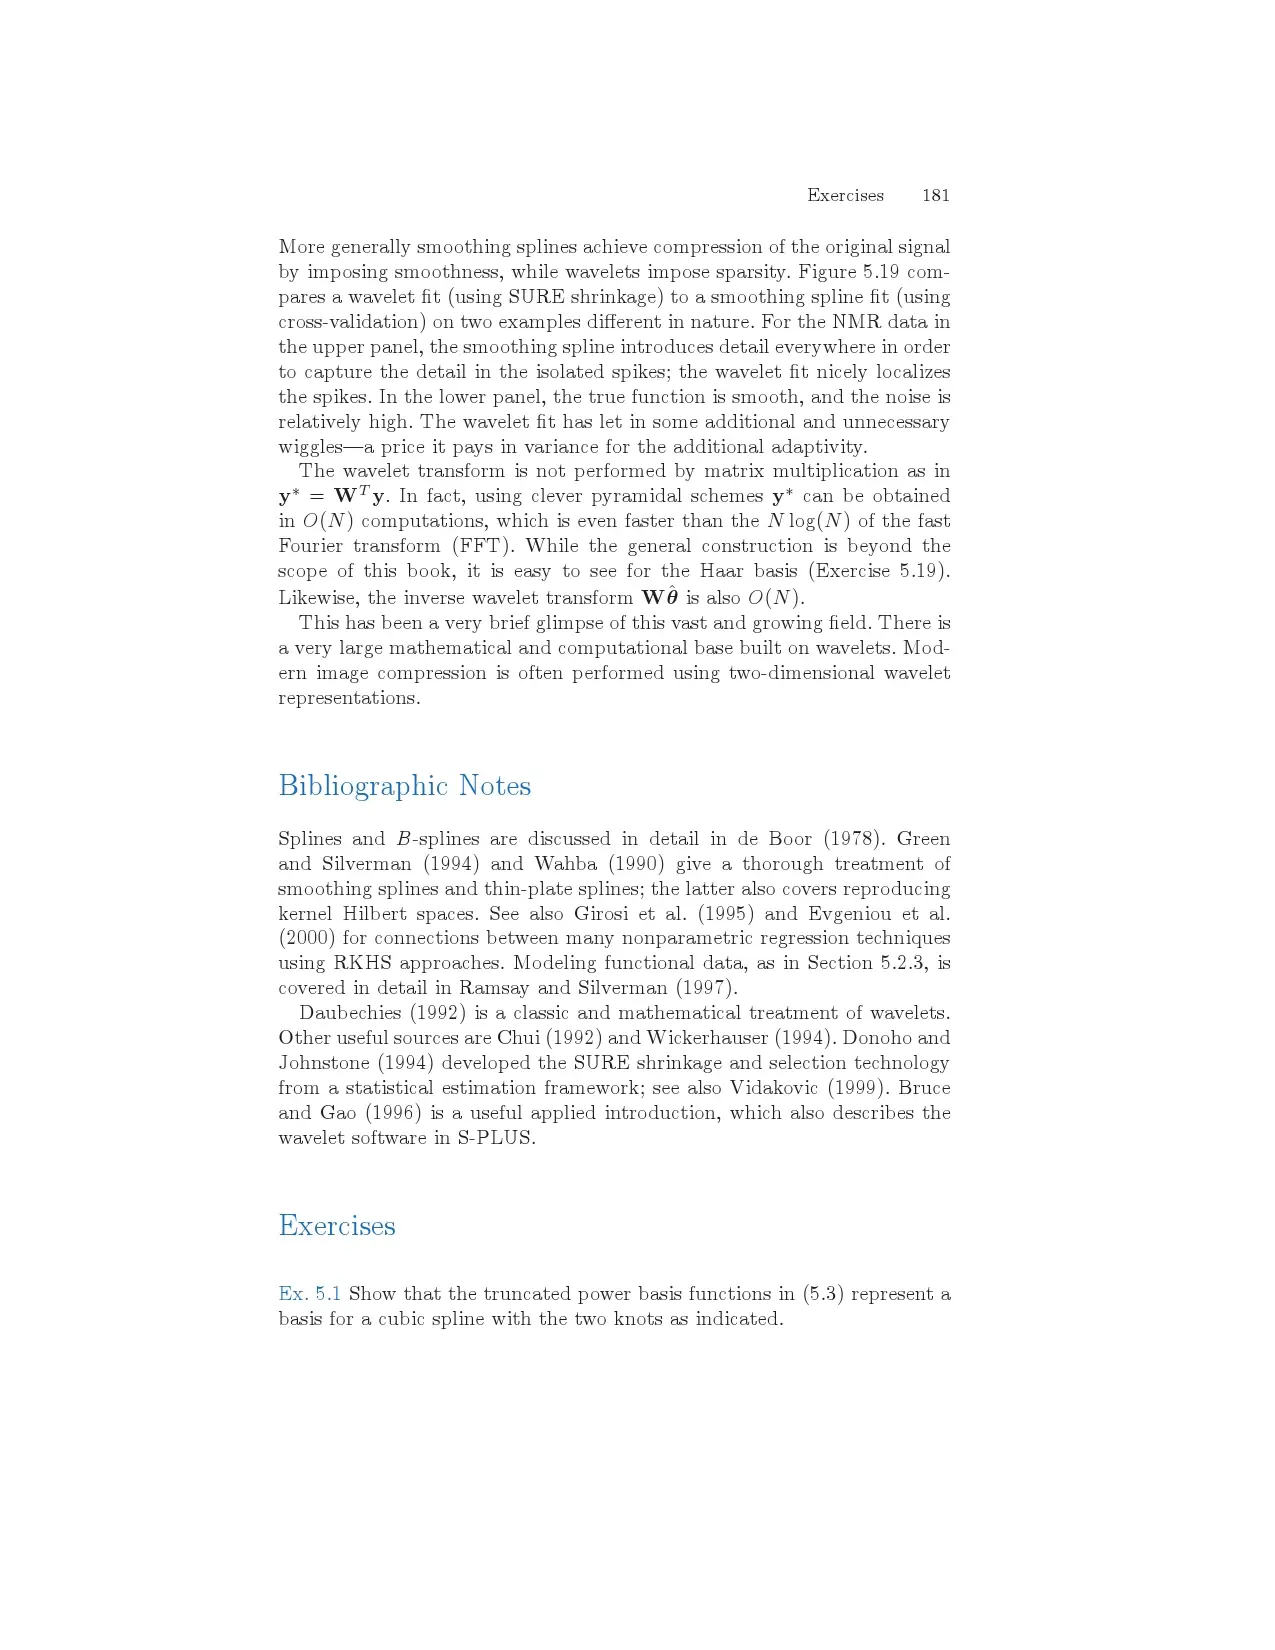 Exercises 181
More generally smoothing splines achieve compression of the original signal
by imposing smoothness, while wavelets impose sparsity. Figure 5.19 com-
pares a wavelet fit (using SURE shrinkage) to a smoothing spline fit (using
cross-validation) on two examples different in nature. For the NMR data in
the upper panel, the smoothing spline introduces detail everywhere in order
to capture the detail in the isolated spikes; the wavelet fit nicely localizes
the spikes. In the lower panel, the true function is smooth, and the noise is
relatively high. The wavelet fit has let in some additional and unnecessary
wiggles—a price it pays in variance for the additional adaptivity.
The wavelet transform is not performed by matrix multiplication as in
y* = Wᵀy. In fact, using clever pyramidal schemes y* can be obtained
in O(N) computations, which is even faster than the N log(N) of the fast
Fourier transform (FFT). While the general construction is beyond the
scope of this book, it is easy to see for the Haar basis (Exercise 5.19).
Likewise, the inverse wavelet transform Wθ̂ is also O(N).
This has been a very brief glimpse of this vast and growing field. There is
a very large mathematical and computational base built on wavelets. Mod-
ern image compression is often performed using two-dimensional wavelet
representations.
Bibliographic Notes
Splines and B-splines are discussed in detail in de Boor (1978). Green
and Silverman (1994) and Wahba (1990) give a thorough treatment of
smoothing splines and thin-plate splines; the latter also covers reproducing
kernel Hilbert spaces. See also Girosi et al. (1995) and Evgeniou et al.
(2000) for connections between many nonparametric regression techniques
using RKHS approaches. Modeling functional data, as in Section 5.2.3, is
covered in detail in Ramsay and Silverman (1997).
Daubechies (1992) is a classic and mathematical treatment of wavelets.
Other useful sources are Chui (1992) and Wickerhauser (1994). Donoho and
Johnstone (1994) developed the SURE shrinkage and selection technology
from a statistical estimation framework; see also Vidakovic (1999). Bruce
and Gao (1996) is a useful applied introduction, which also describes the
wavelet software in S-PLUS.
Exercises
Ex. 5.1 Show that the truncated power basis functions in (5.3) represent a
basis for a cubic spline with the two knots as indicated.